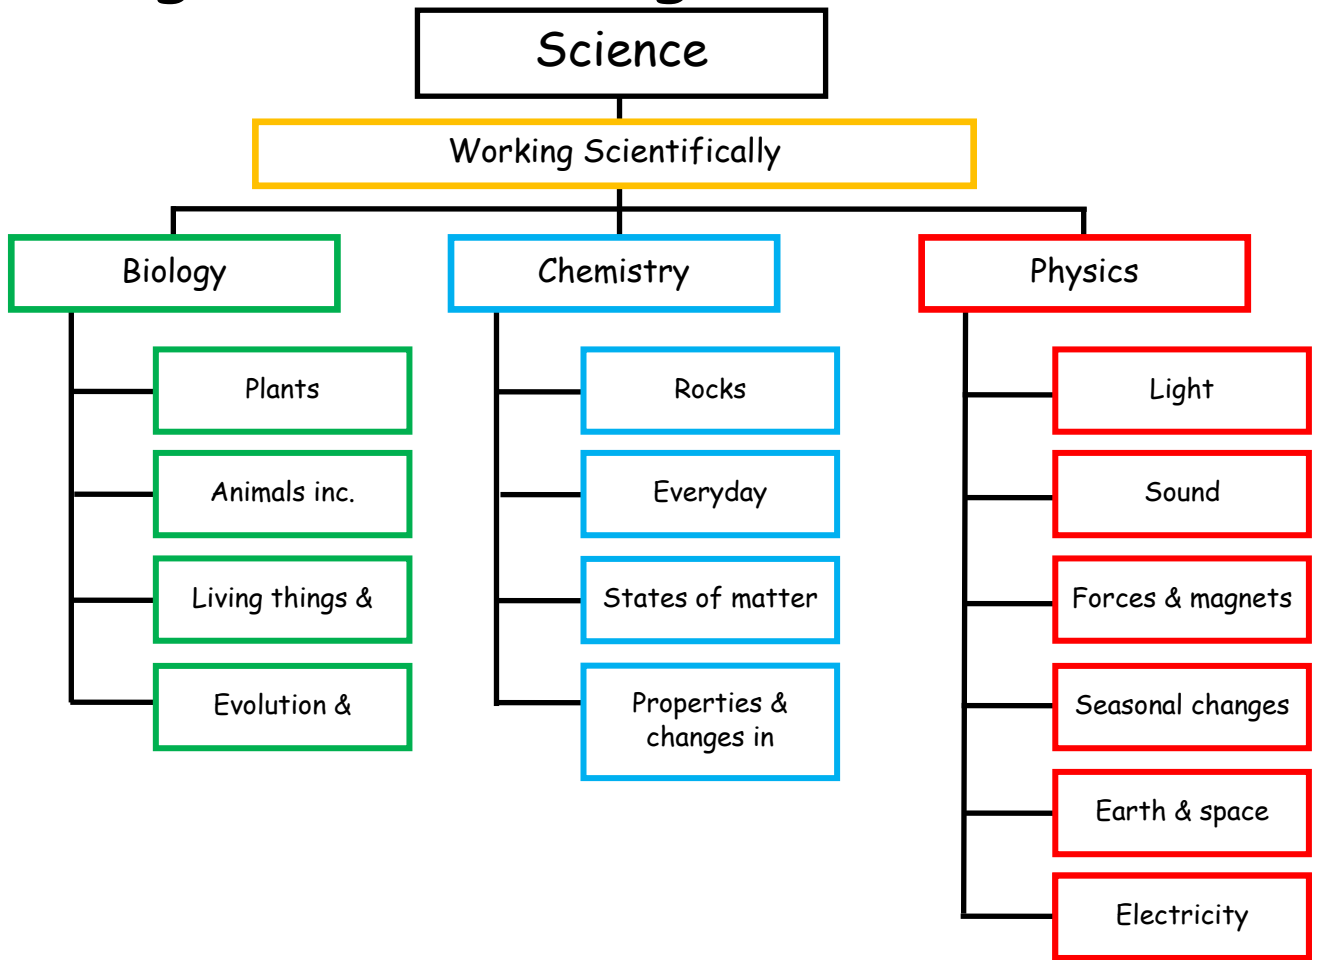 Science
Working Scientifically
Biology
Chemistry
Physics
Plants
Animals inc.
Living things &
Evolution &
Rocks
Everyday
States of matter
Properties &
changes in
Light
Sound
Forces & magnets
Seasonal changes
Earth & space
Electricity